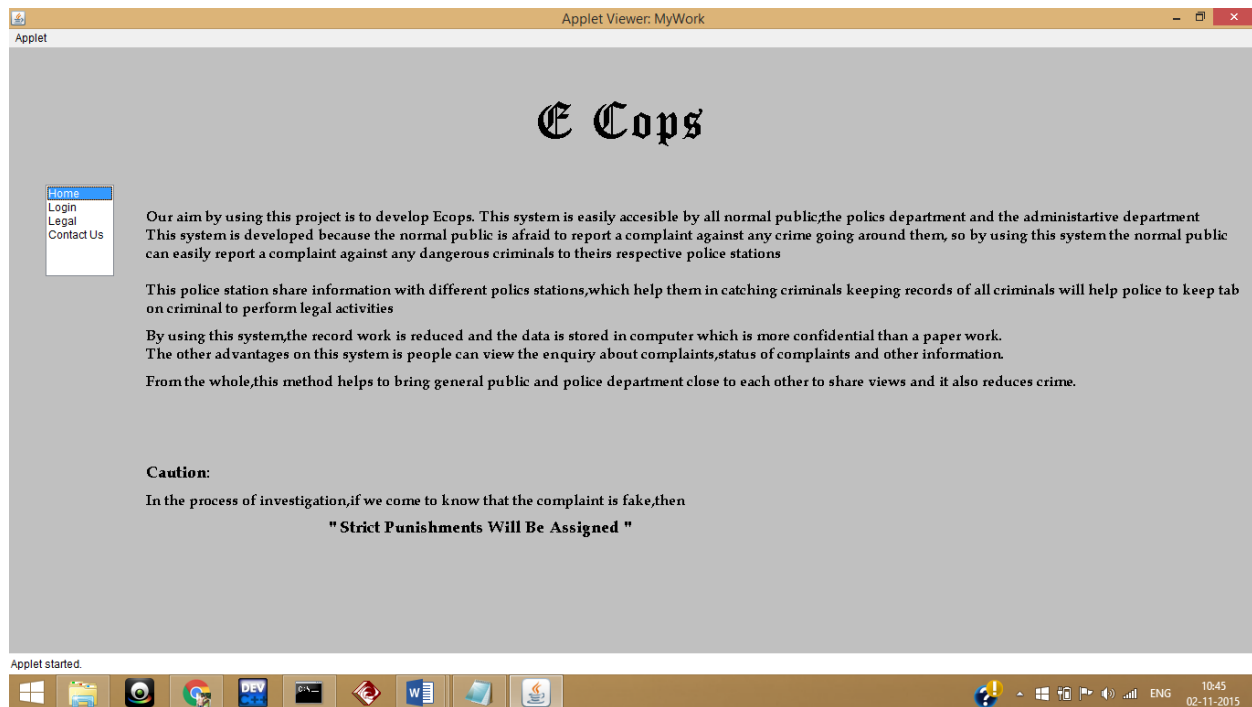 Applet Viewer: MyWork
Applet
E Cops
Home
Login
Legal
Contact Us
Our aim by using this project is to develop Ecops. This system is easily accesible by all normal public;the polics department and the administartive department
This system is developed because the normal public is afraid to report a complaint against any crime going around them, so by using this system the normal public
can easily report a complaint against any dangerous criminals to theirs respective police stations
This police station share information with different polics stations,which help them in catching criminals keeping records of all criminals will help police to keep tab
on criminal to perform legal activities
By using this system,the record work is reduced and the data is stored in computer which is more confidential than a paper work.
The other advantages on this system is people can view the enquiry about complaints,status of complaints and other information.
From the whole,this method helps to bring general public and police department close to each other to share views and it also reduces crime.
Caution:
In the process of investigation,if we come to know that the complaint is fake,then
" Strict Punishments Will Be Assigned "
Applet started.
DEV
ENG
10:45
02-11-2015